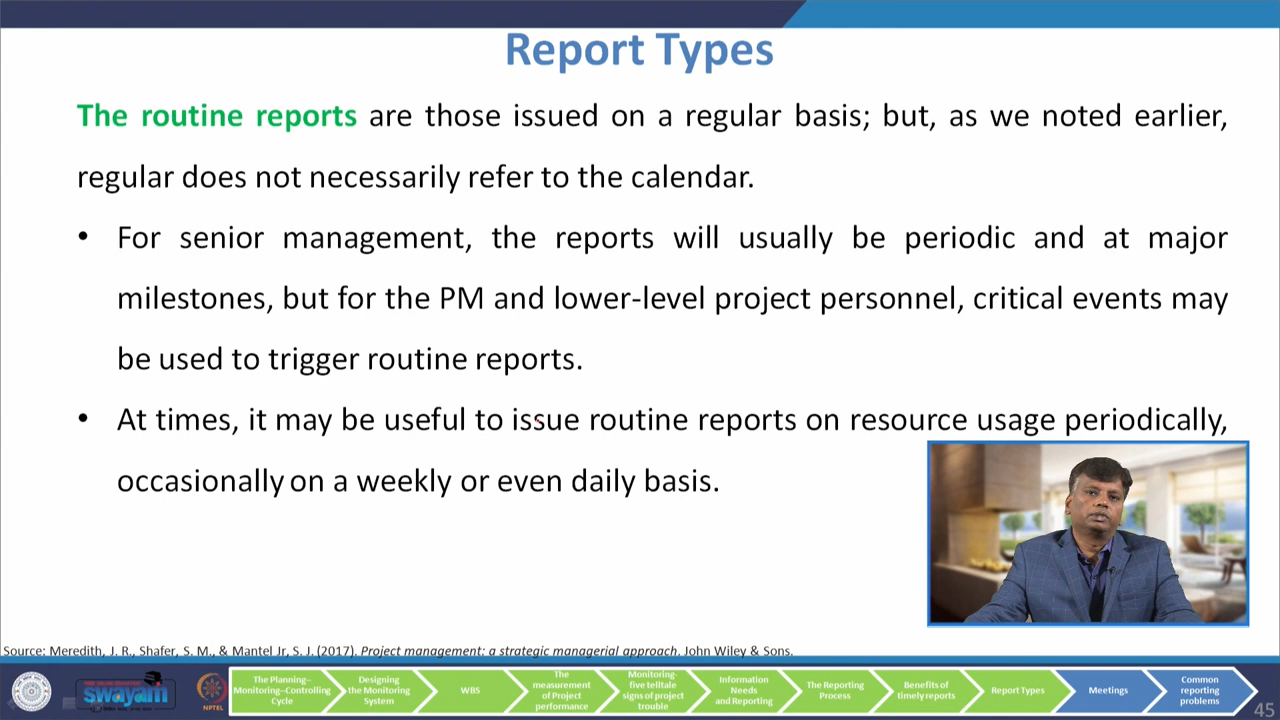 Report Types
The routine reports are those issued on a regular basis; but, as we noted earlier,
regular does not necessarily refer to the calendar.
• For senior management, the reports will usually be periodic and at major
milestones, but for the PM and lower-level project personnel, critical events may
be used to trigger routine reports.
• At times, it may be useful to issue routine reports on resource usage periodically,
occasionally on a weekly or even daily basis.
Source: Meredith, J. R., Shafer, S. M., & Mantel Jr, S. J. (2017). Project management: a strategic managerial approach. John Wiley & Sons.
swayam
NPTEL
The Planning–
Monitoring–Controlling
Cycle
Designing
the Monitoring
System
WBS
The
measurement
of Project
performance
Monitoring-
five telltale
signs of project
trouble
Information
Needs
and Reporting
The Reporting
Process
Benefits of
timely reports
Report Types
Meetings
Common
reporting
problems
45